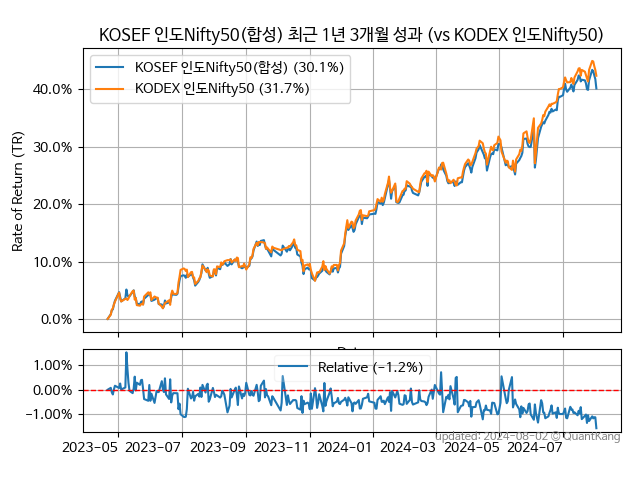 KOSEF 인도Nifty50(합성) 최근 1년 3개월 성과 (vs KODEX 인도Nifty50)
KOSEF 인도Nifty50(합성) (30.1%)
KODEX 인도Nifty50 (31.7%)
Rate of Return (TR)
40.0%
30.0%
20.0%
10.0%
0.0%
Relative (−1.2%)
1.00%
0.00%
−1.00%
2023-05 2023-07 2023-09 2023-11 2024-01 2024-03 2024-05 2024-07
updated: 2024-08-02 © QuantKang